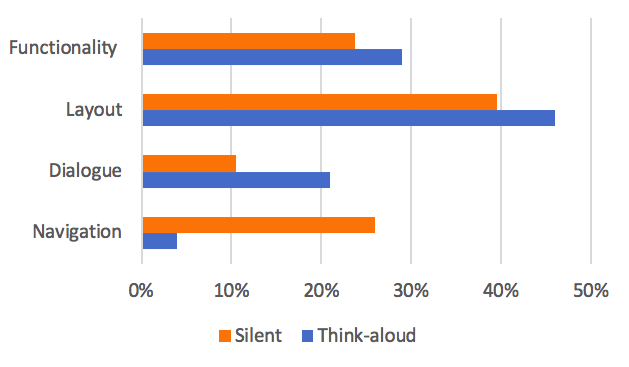 Functionality
Layout
Dialogue
Navigation
0% 10% 20% 30% 40% 50%
Silent Think-aloud